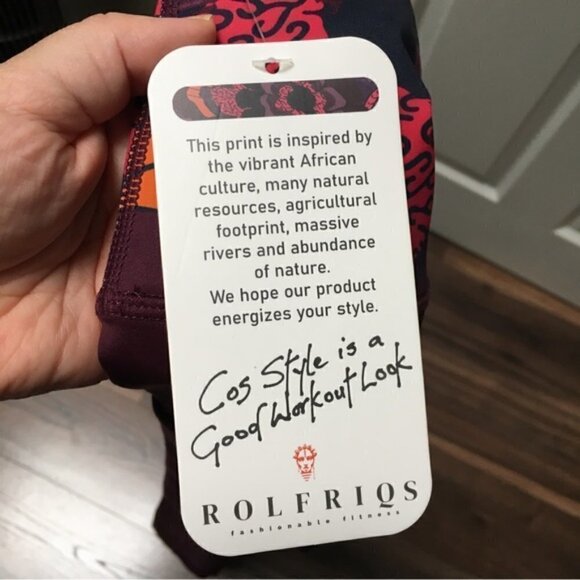 This print is inspired by
the vibrant African
culture, many natural
resources, agricultural
footprint, massive
rivers and abundance
of nature.
We hope our product
energizes your style.
Cos Style is a
Good Workout Look
ROLFRIQS
fashionable fitness